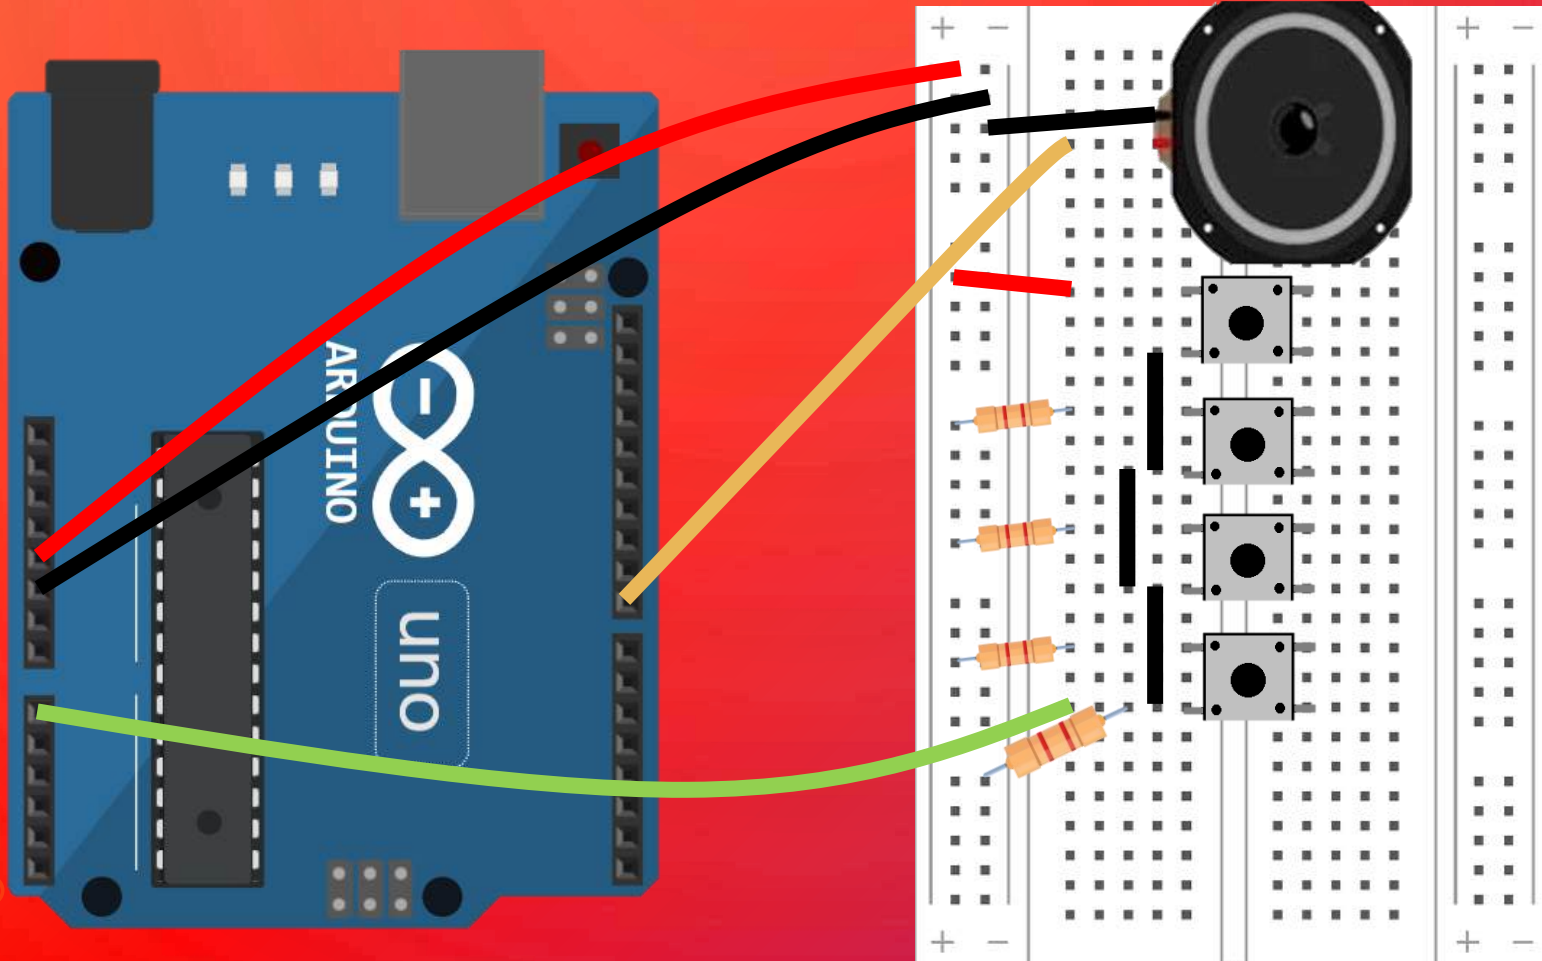 + −
+ −
ARDUINO
− +
uno
+ −
+ −